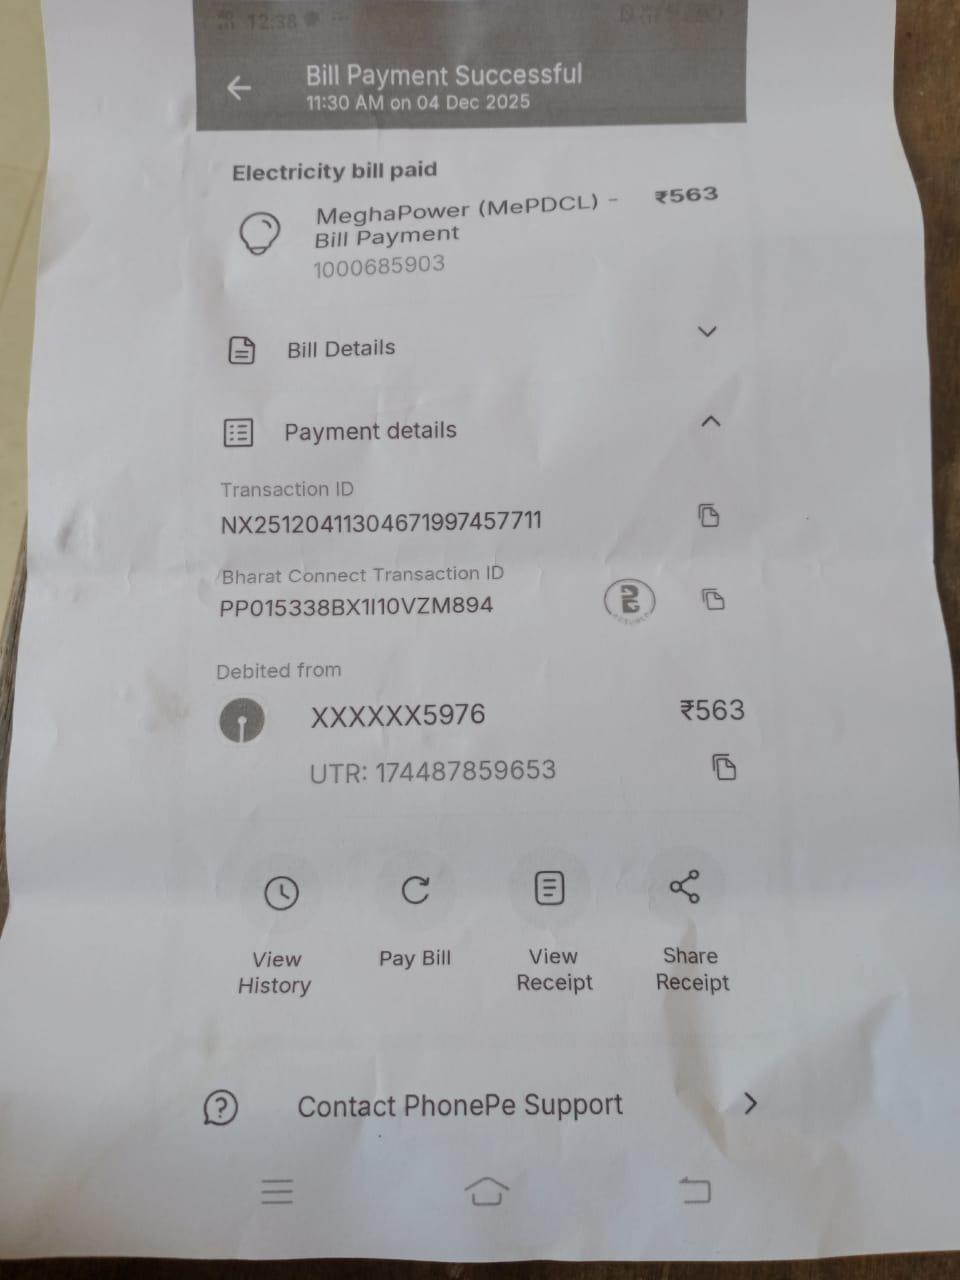 12:38
Bill Payment Successful
11:30 AM on 04 Dec 2025
Electricity bill paid
MeghaPower (MePDCL) - ₹563
Bill Payment
1000685903
Bill Details
Payment details
Transaction ID
NX25120411304671997457711
Bharat Connect Transaction ID
PP015338BX1I10VZM894
Debited from
XXXXXX5976 ₹563
UTR: 174487859653
View History
Pay Bill
View Receipt
Share Receipt
Contact PhonePe Support